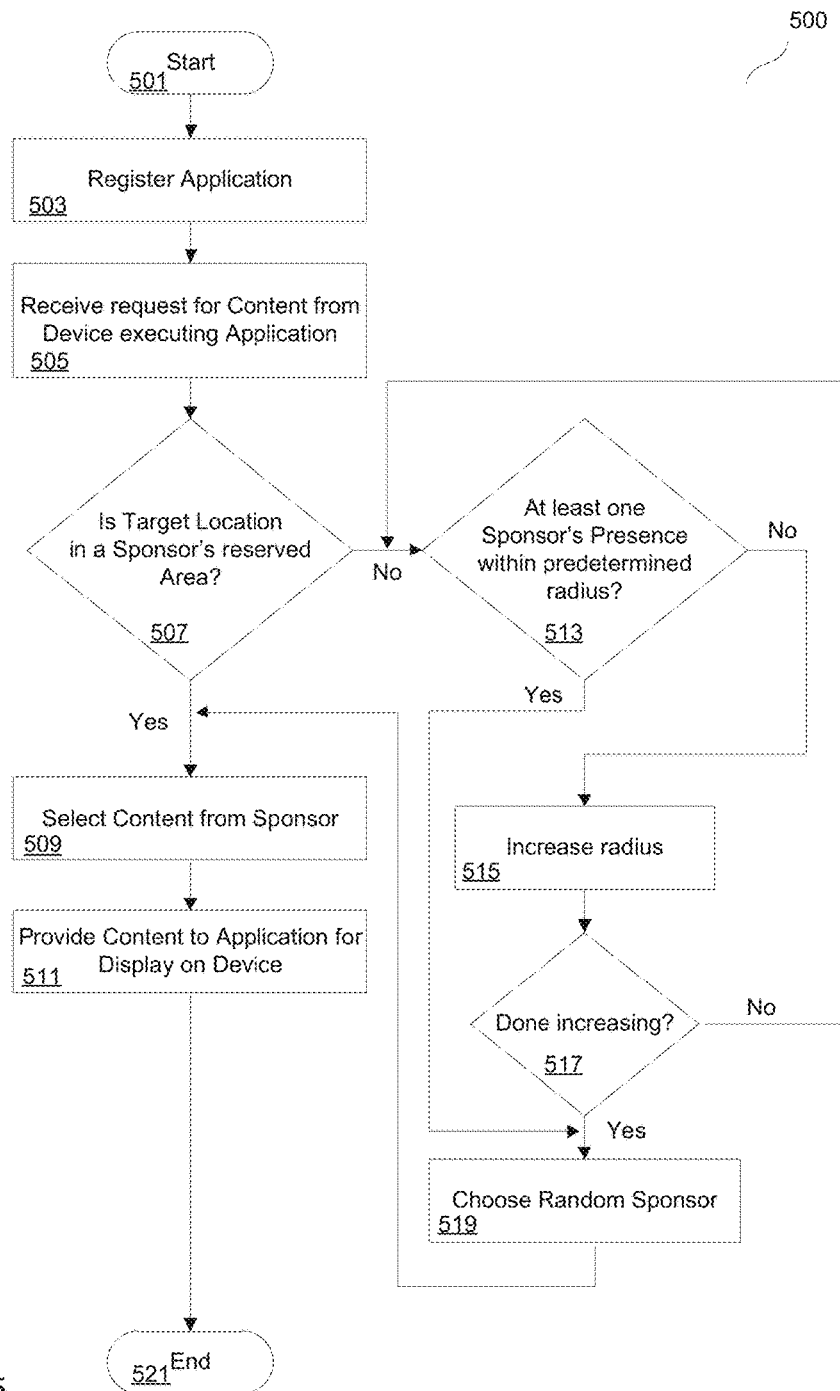 500
Start
501
Register Application
503
Receive request for Content from
Device executing Application
505
Is Target Location
in a Sponsor's reserved
Area?
507
No
At least one
Sponsor's Presence
within predetermined
radius?
513
No
Yes
Yes
Select Content from Sponsor
509
Increase radius
515
Provide Content to Application for
Display on Device
511
Done increasing?
517
No
Yes
Choose Random Sponsor
519
End
521